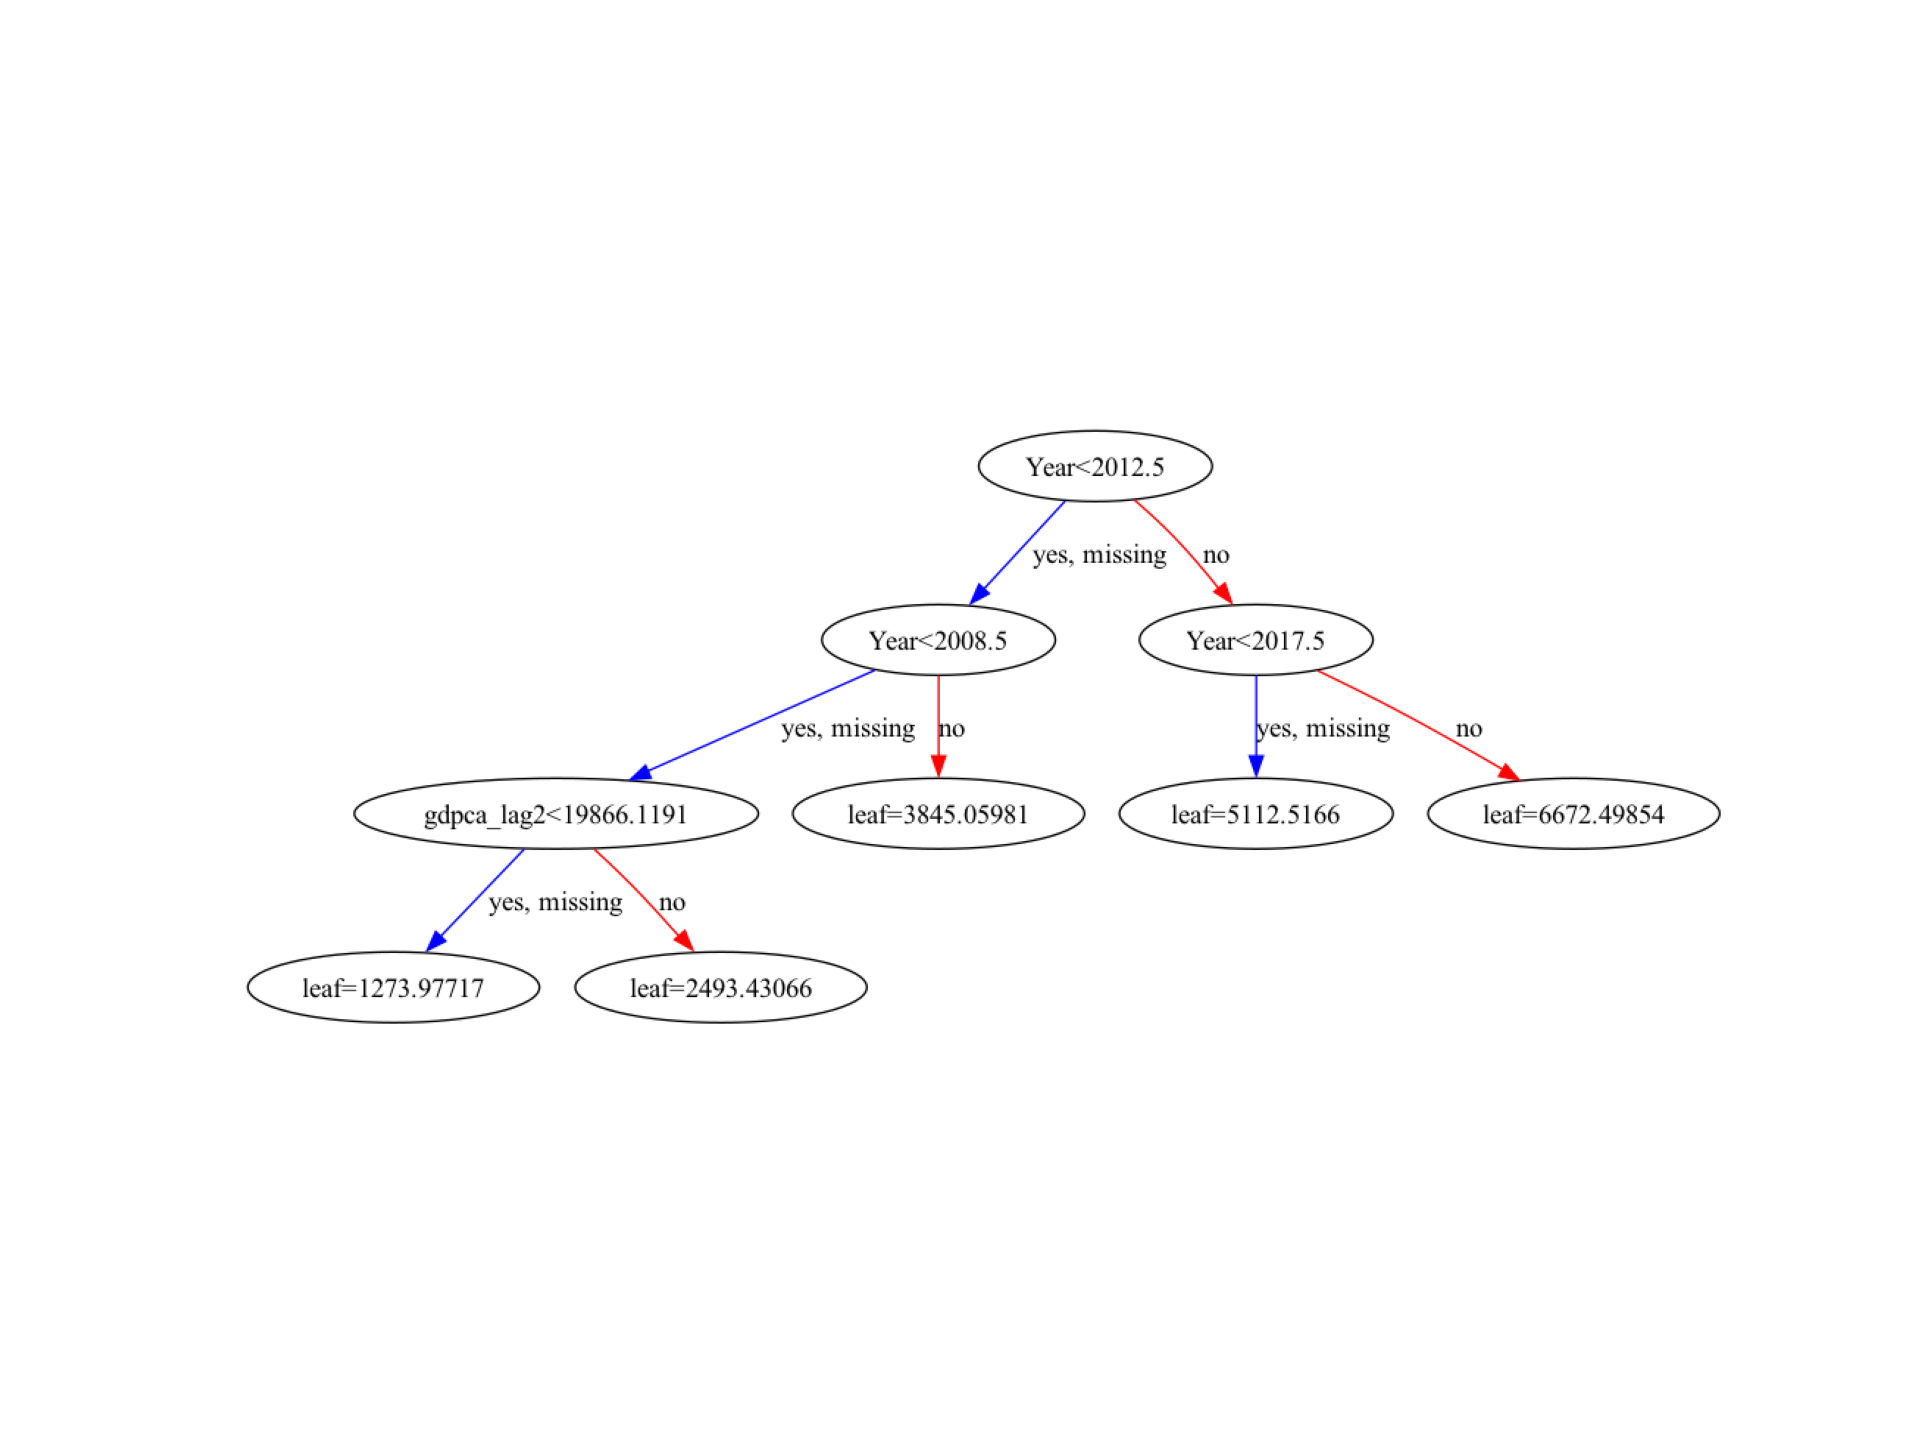 Year<2012.5
yes, missing
no
Year<2008.5
Year<2017.5
yes, missing
no
yes, missing
no
gdpca_lag2<19866.1191
leaf=3845.05981
leaf=5112.5166
leaf=6672.49854
yes, missing
no
leaf=1273.97717
leaf=2493.43066